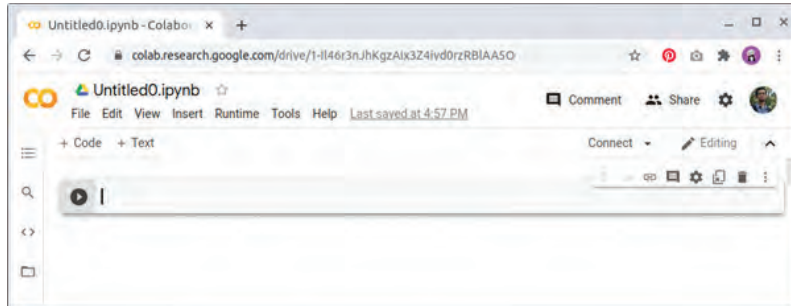 Untitled0.ipynb - Colabo
colab.research.google.com/drive/1-Il46r3nJhKgzAIx3Z4ivd0rzRBlAA5O
Untitled0.ipynb
Comment Share
File Edit View Insert Runtime Tools Help Last saved at 4:57 PM
+ Code + Text Connect Editing